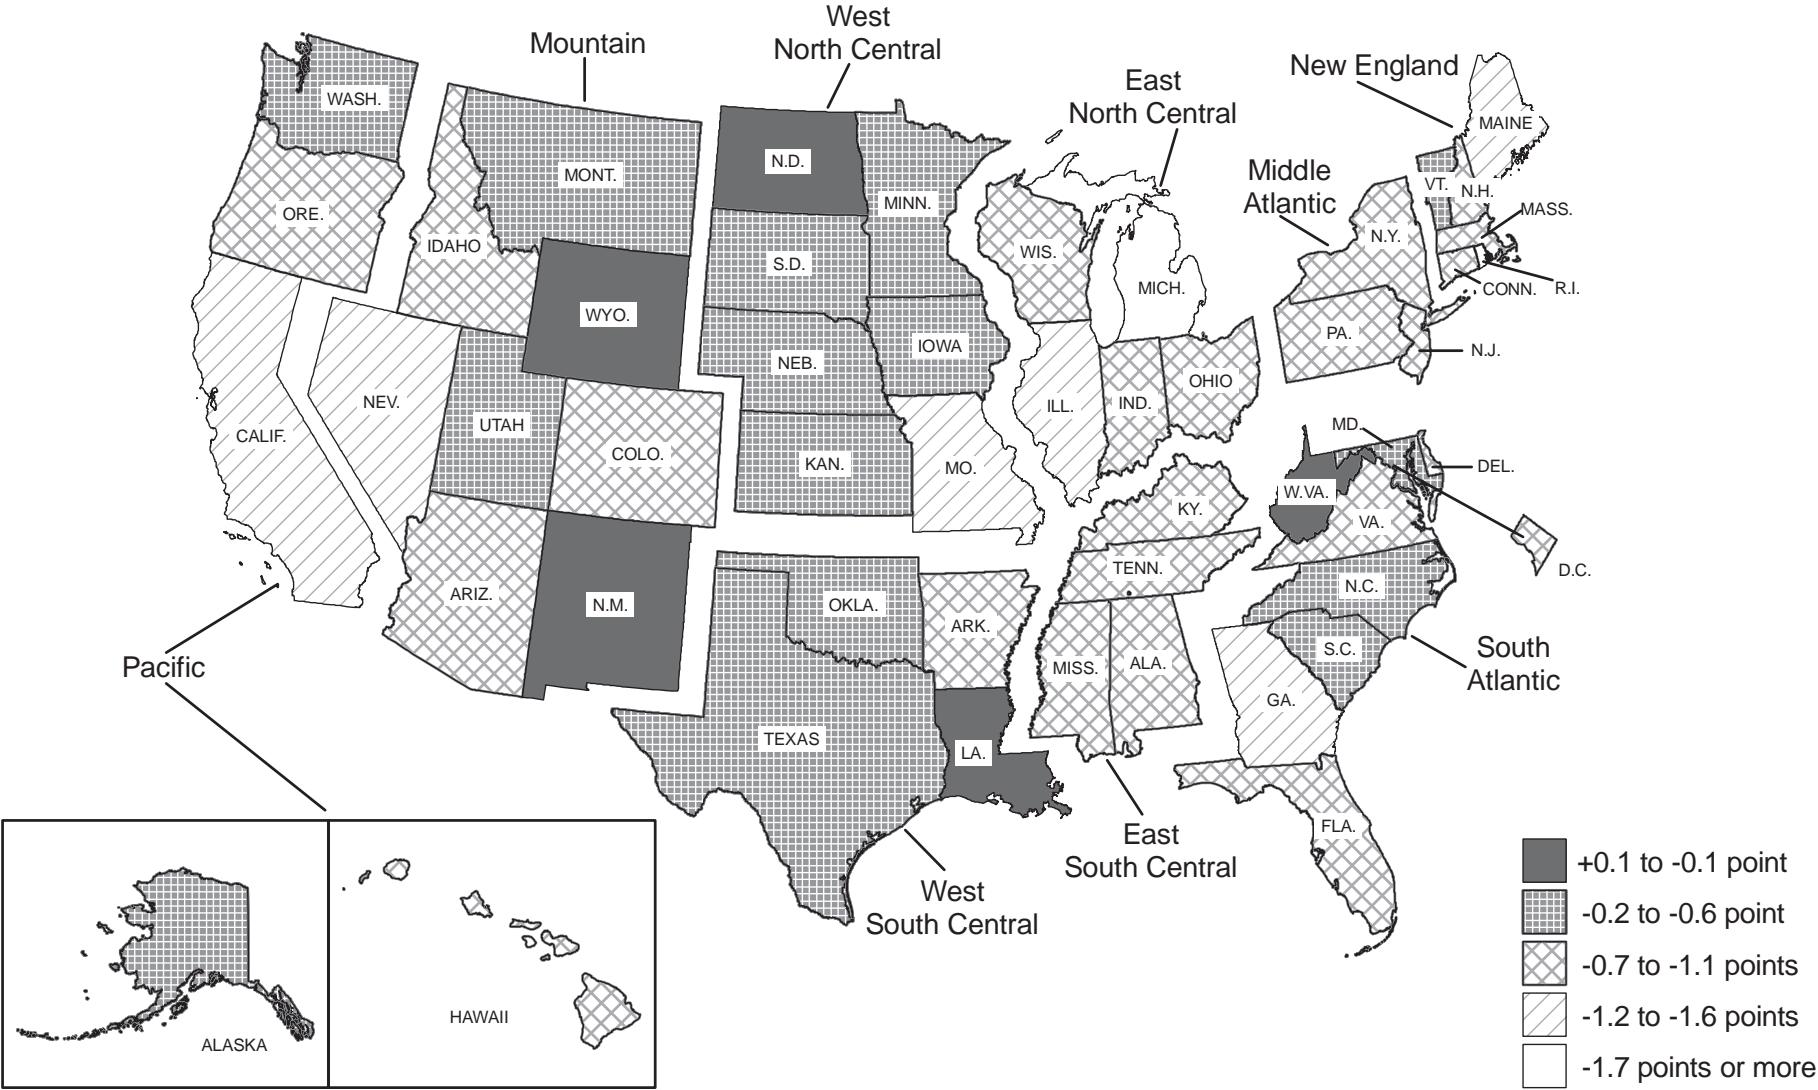 West
North Central
Mountain
New England
East
North Central
WASH.
MAINE
N.D.
MONT.
Middle
Atlantic
VT.
N.H.
MINN.
MASS.
ORE.
N.Y.
IDAHO
WIS.
S.D.
MICH.
CONN.
R.I.
WYO.
PA.
IOWA
N.J.
NEB.
OHIO
NEV.
IND.
ILL.
UTAH
MD.
CALIF.
COLO.
KAN.
MO.
DEL.
W.VA.
KY.
VA.
TENN.
D.C.
ARIZ.
N.C.
N.M.
OKLA.
ARK.
S.C.
South
Atlantic
MISS.
ALA.
Pacific
GA.
TEXAS
LA.
FLA.
East
South Central
West
South Central
HAWAII
ALASKA
+0.1 to -0.1 point
-0.2 to -0.6 point
-0.7 to -1.1 points
-1.2 to -1.6 points
-1.7 points or more